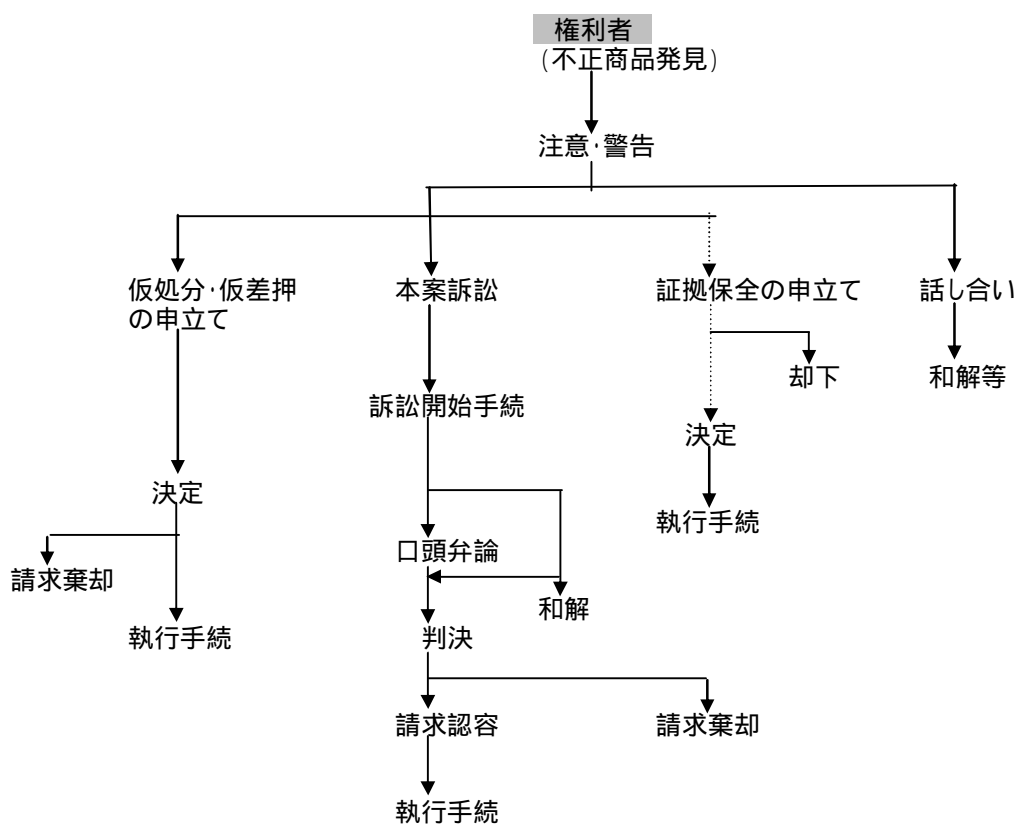 権利者
(不正商品発見)
注意・警告
仮処分・仮差押
の申立て
本案訴訟
証拠保全の申立て
話し合い
却下
和解等
訴訟開始手続
決定
執行手続
決定
請求棄却
執行手続
口頭弁論
和解
判決
請求認容
請求棄却
執行手続